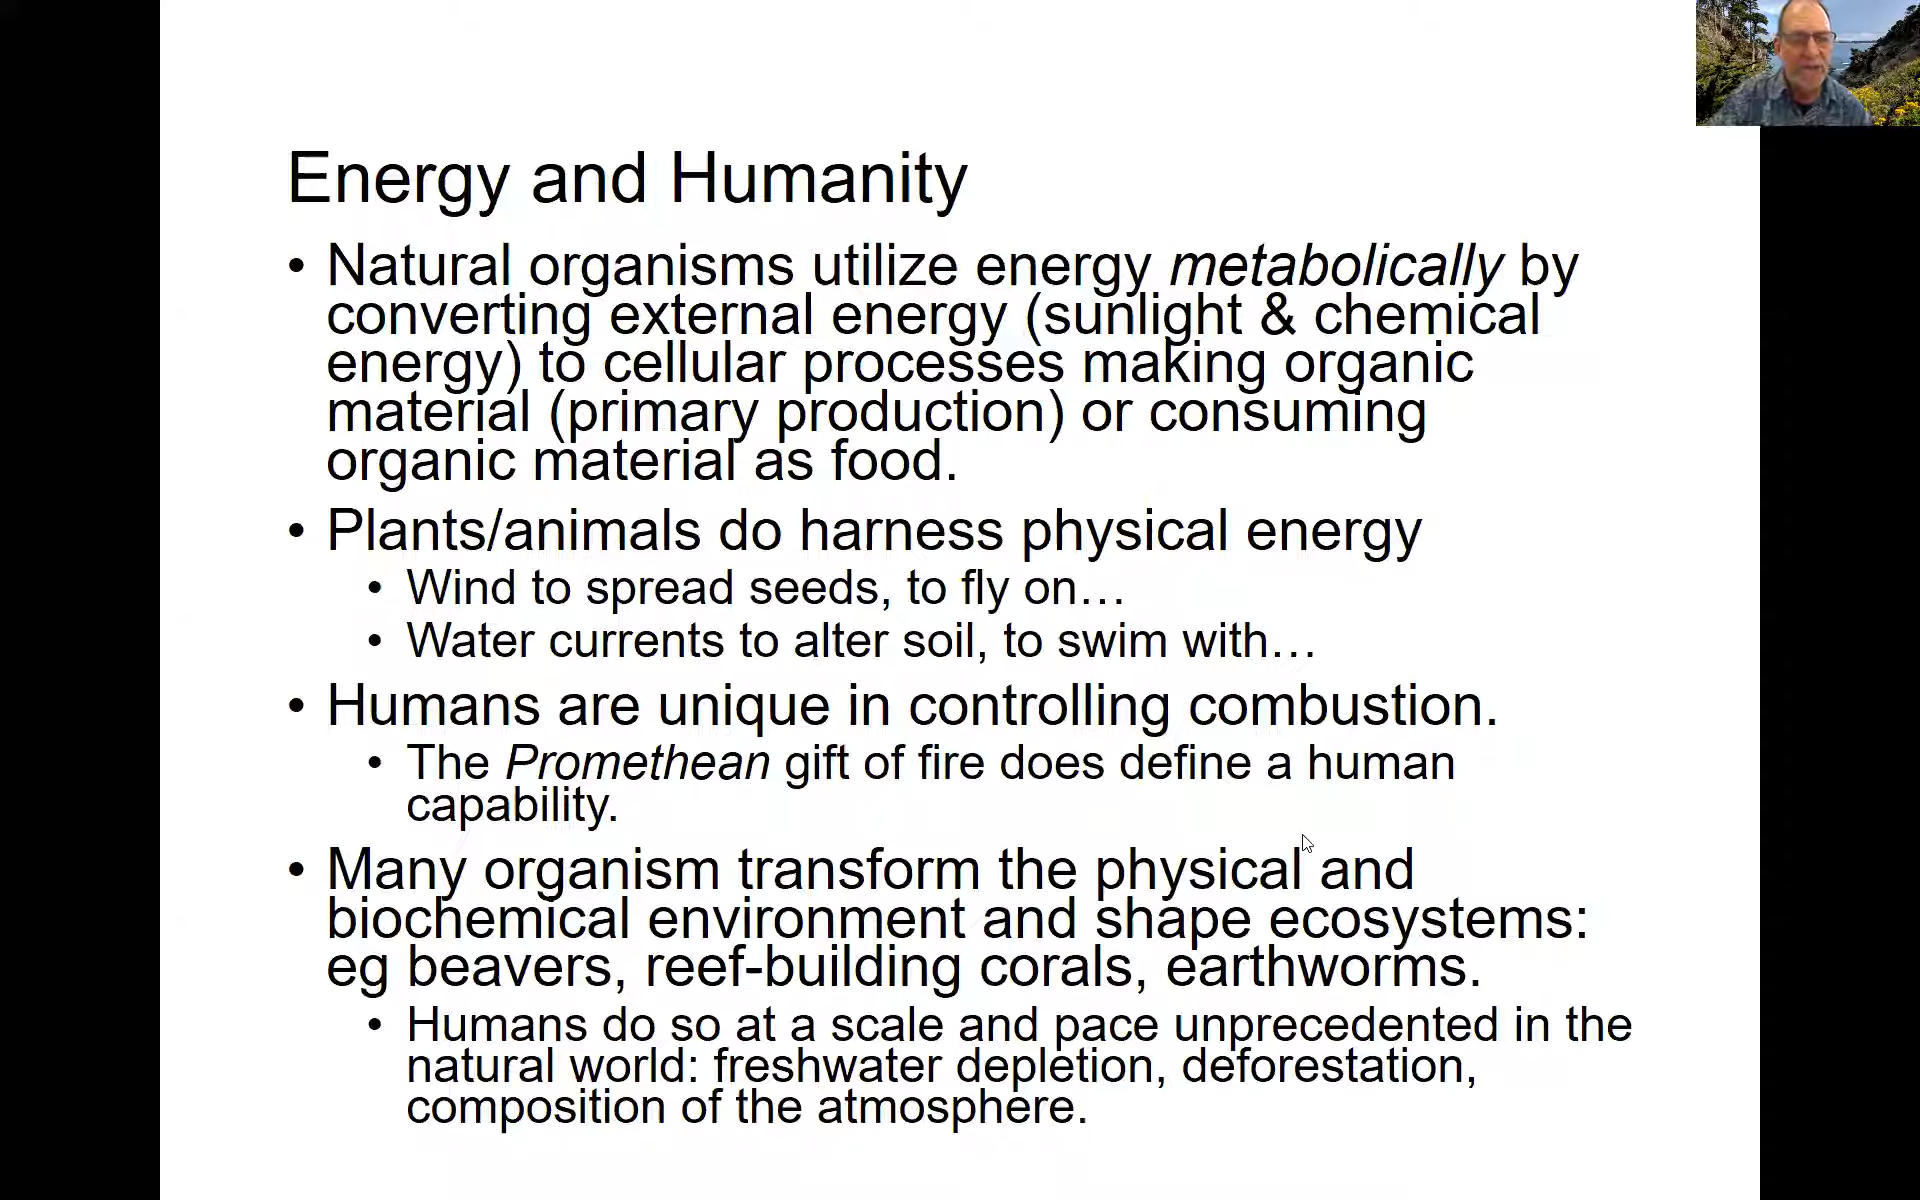 Energy and Humanity
• Natural organisms utilize energy metabolically by
converting external energy (sunlight & chemical
energy) to cellular processes making organic
material (primary production) or consuming
organic material as food.
• Plants/animals do harness physical energy
• Wind to spread seeds, to fly on…
• Water currents to alter soil, to swim with…
• Humans are unique in controlling combustion.
• The Promethean gift of fire does define a human
capability.
• Many organism transform the physical and
biochemical environment and shape ecosystems:
eg beavers, reef-building corals, earthworms.
• Humans do so at a scale and pace unprecedented in the
natural world: freshwater depletion, deforestation,
composition of the atmosphere.